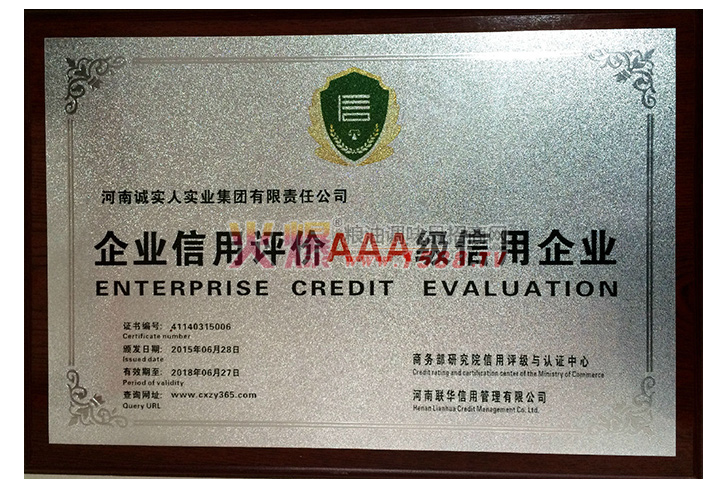 河南诚实人实业集团有限责任公司
企业信用评价AAA级信用企业
ENTERPRISE CREDIT EVALUATION
证书编号: 41140315006
Certificate number
颁发日期: 2015年06月28日
Issued date
有效期至: 2018年06月27日
Period of validity
查询网址: www.cxzy365.com
Query URL
商务部研究院信用评级与认证中心
Credit rating and certification center of the Ministry of Commerce
河南联华信用管理有限公司
Henan Lianhua Credit Management Co. Ltd.